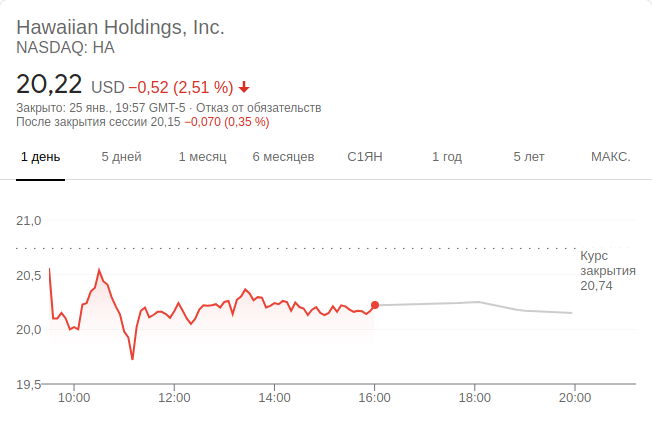 Hawaiian Holdings, Inc.
NASDAQ: HA
20,22 USD −0,52 (2,51 %)
Закрыто: 25 янв., 19:57 GMT-5 · Отказ от обязательств
После закрытия сессии 20,15 −0,070 (0,35 %)
1 день 5 дней 1 месяц 6 месяцев С1ЯН 1 год 5 лет МАКС.
21,0
Курс
закрытия
20,74
20,5
20,0
19,5
10:00 12:00 14:00 16:00 18:00 20:00